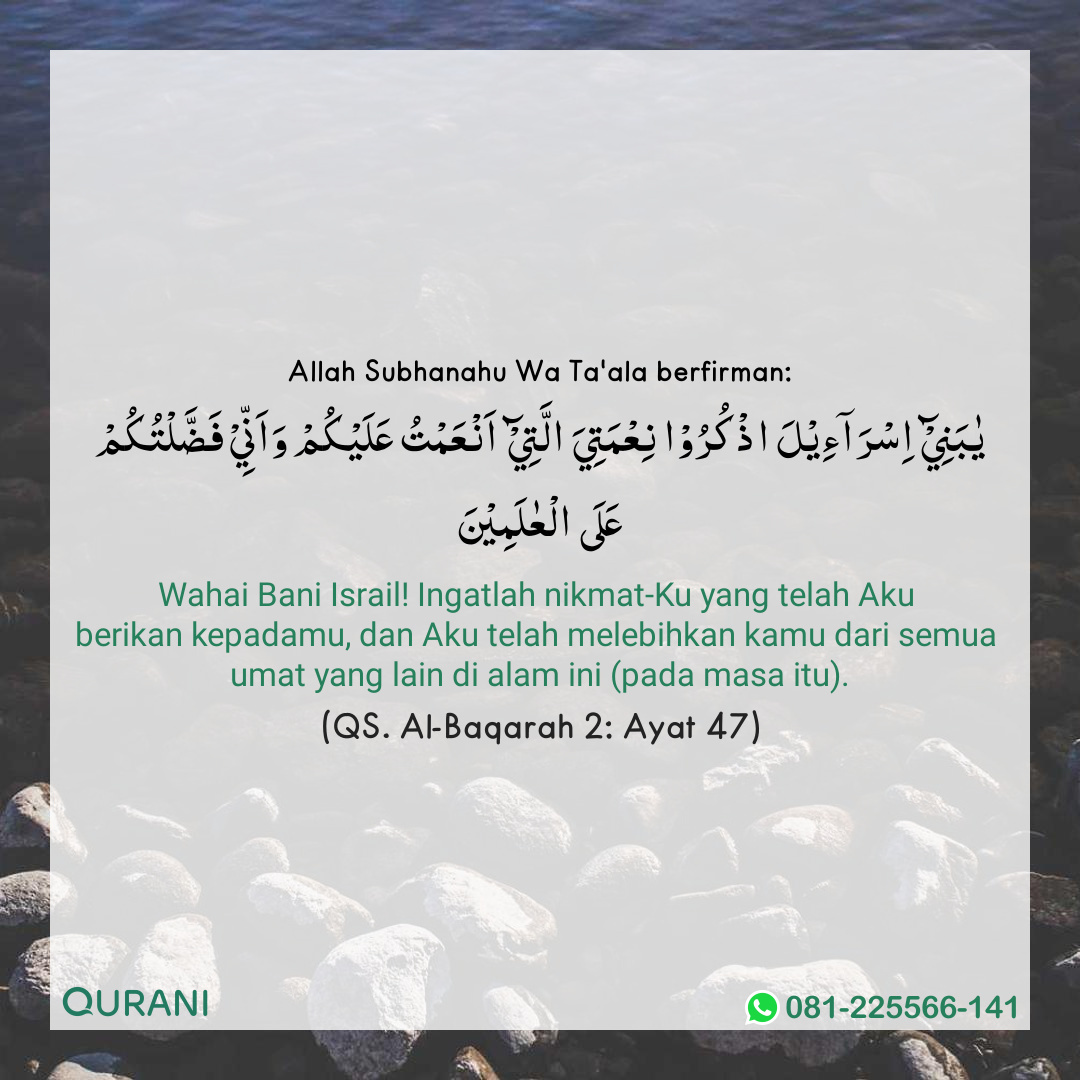 Allah Subhanahu Wa Ta'ala berfirman:
يٰبَنِيْٓ اِسْرَآءِيْلَ اذْكُرُوْا نِعْمَتِيَ الَّتِيْٓ اَنْعَمْتُ عَلَيْكُمْ وَاَنِّيْ فَضَّلْتُكُمْ
عَلَى الْعٰلَمِيْنَ
Wahai Bani Israil! Ingatlah nikmat-Ku yang telah Aku
berikan kepadamu, dan Aku telah melebihkan kamu dari semua
umat yang lain di alam ini (pada masa itu).
(QS. Al-Baqarah 2: Ayat 47)
QURANI
081-225566-141